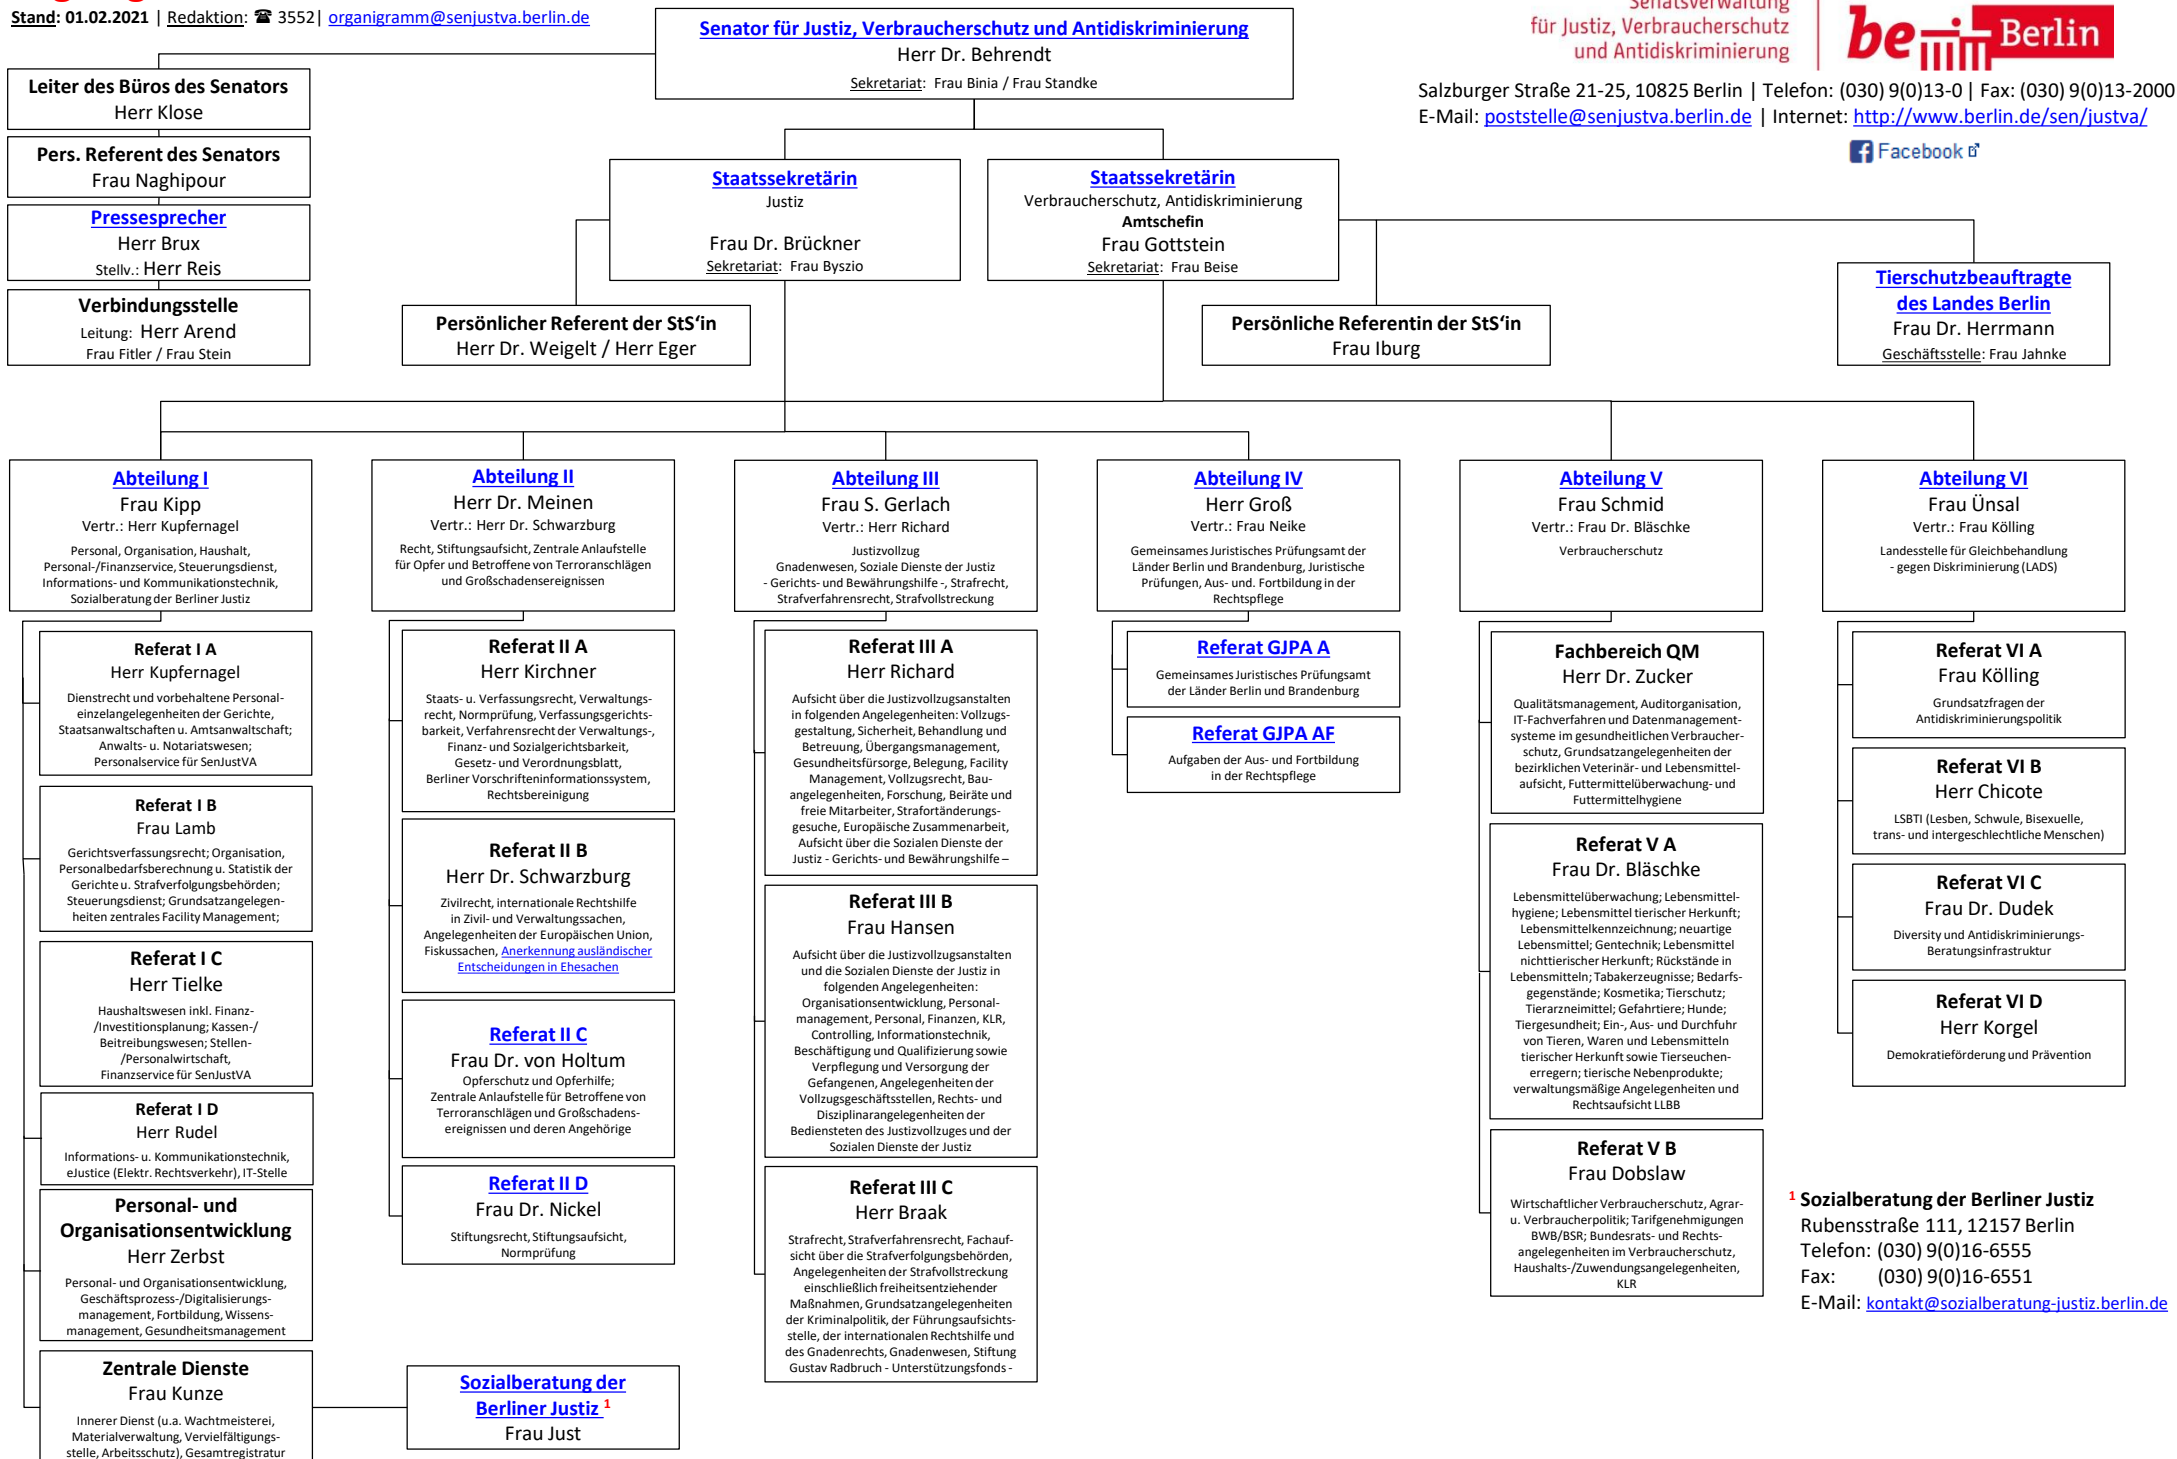 Stand: 01.02.2021 | Redaktion: ☎ 3552| organigramm@senjustva.berlin.de
Senator für Justiz, Verbraucherschutz und Antidiskriminierung
Herr Dr. Behrendt
Sekretariat: Frau Binia / Frau Standke
Senatsverwaltung
für Justiz, Verbraucherschutz
und Antidiskriminierung
be Berlin
Salzburger Straße 21-25, 10825 Berlin | Telefon: (030) 9(0)13-0 | Fax: (030) 9(0)13-2000
E-Mail: poststelle@senjustva.berlin.de | Internet: http://www.berlin.de/sen/justva/
Facebook
Leiter des Büros des Senators
Herr Klose
Pers. Referent des Senators
Frau Naghipour
Pressesprecher
Herr Brux
Stellv.: Herr Reis
Verbindungsstelle
Leitung: Herr Arend
Frau Fitler / Frau Stein
Staatssekretärin
Justiz
Frau Dr. Brückner
Sekretariat: Frau Byszio
Staatssekretärin
Verbraucherschutz, Antidiskriminierung
Amtschefin
Frau Gottstein
Sekretariat: Frau Beise
Persönlicher Referent der StS‘in
Herr Dr. Weigelt / Herr Eger
Persönliche Referentin der StS‘in
Frau Iburg
Tierschutzbeauftragte
des Landes Berlin
Frau Dr. Herrmann
Geschäftsstelle: Frau Jahnke
Abteilung I
Frau Kipp
Vertr.: Herr Kupfernagel
Personal, Organisation, Haushalt,
Personal-/Finanzservice, Steuerungsdienst,
Informations- und Kommunikationstechnik,
Sozialberatung der Berliner Justiz
Abteilung II
Herr Dr. Meinen
Vertr.: Herr Dr. Schwarzburg
Recht, Stiftungsaufsicht, Zentrale Anlaufstelle
für Opfer und Betroffene von Terroranschlägen
und Großschadensereignissen
Abteilung III
Frau S. Gerlach
Vertr.: Herr Richard
Justizvollzug
Gnadenwesen, Soziale Dienste der Justiz
- Gerichts- und Bewährungshilfe -, Strafrecht,
Strafverfahrensrecht, Strafvollstreckung
Abteilung IV
Herr Groß
Vertr.: Frau Neike
Gemeinsames Juristisches Prüfungsamt der
Länder Berlin und Brandenburg, Juristische
Prüfungen, Aus- und. Fortbildung in der
Rechtspflege
Abteilung V
Frau Schmid
Vertr.: Frau Dr. Bläschke
Verbraucherschutz
Abteilung VI
Frau Ünsal
Vertr.: Frau Kölling
Landesstelle für Gleichbehandlung
- gegen Diskriminierung (LADS)
Referat I A
Herr Kupfernagel
Dienstrecht und vorbehaltene Personal-
einzelangelegenheiten der Gerichte,
Staatsanwaltschaften u. Amtsanwaltschaft;
Anwalts- u. Notariatswesen;
Personalservice für SenJustVA
Referat I B
Frau Lamb
Gerichtsverfassungsrecht; Organisation,
Personalbedarfsberechnung u. Statistik der
Gerichte u. Strafverfolgungsbehörden;
Steuerungsdienst; Grundsatzangelegen-
heiten zentrales Facility Management;
Referat I C
Herr Tielke
Haushaltswesen inkl. Finanz-
/Investitionsplanung; Kassen-/
Beitreibungswesen; Stellen-
/Personalwirtschaft,
Finanzservice für SenJustVA
Referat I D
Herr Rudel
Informations- u. Kommunikationstechnik,
eJustice (Elektr. Rechtsverkehr), IT-Stelle
Personal- und
Organisationsentwicklung
Herr Zerbst
Personal- und Organisationsentwicklung,
Geschäftsprozess-/Digitalisierungs-
management, Fortbildung, Wissens-
management, Gesundheitsmanagement
Zentrale Dienste
Frau Kunze
Innerer Dienst (u.a. Wachtmeisterei,
Materialverwaltung, Vervielfältigungs-
stelle, Arbeitsschutz), Gesamtregistratur
Referat II A
Herr Kirchner
Staats- u. Verfassungsrecht, Verwaltungs-
recht, Normprüfung, Verfassungsgerichts-
barkeit, Verfahrensrecht der Verwaltungs-,
Finanz- und Sozialgerichtsbarkeit,
Gesetz- und Verordnungsblatt,
Berliner Vorschrifteninformationssystem,
Rechtsbereinigung
Referat II B
Herr Dr. Schwarzburg
Zivilrecht, internationale Rechtshilfe
in Zivil- und Verwaltungssachen,
Angelegenheiten der Europäischen Union,
Fiskussachen, Anerkennung ausländischer
Entscheidungen in Ehesachen
Referat II C
Frau Dr. von Holtum
Opferschutz und Opferhilfe;
Zentrale Anlaufstelle für Betroffene von
Terroranschlägen und Großschadens-
ereignissen und deren Angehörige
Referat II D
Frau Dr. Nickel
Stiftungsrecht, Stiftungsaufsicht,
Normprüfung
Sozialberatung der
Berliner Justiz 1
Frau Just
Referat III A
Herr Richard
Aufsicht über die Justizvollzugsanstalten
in folgenden Angelegenheiten: Vollzugs-
gestaltung, Sicherheit, Behandlung und
Betreuung, Übergangsmanagement,
Gesundheitsfürsorge, Belegung, Facility
Management, Vollzugsrecht, Bau-
angelegenheiten, Forschung, Beiräte und
freie Mitarbeiter, Strafortänderungs-
gesuche, Europäische Zusammenarbeit,
Aufsicht über die Sozialen Dienste der
Justiz - Gerichts- und Bewährungshilfe –
Referat III B
Frau Hansen
Aufsicht über die Justizvollzugsanstalten
und die Sozialen Dienste der Justiz in
folgenden Angelegenheiten:
Organisationsentwicklung, Personal-
management, Personal, Finanzen, KLR,
Controlling, Informationstechnik,
Beschäftigung und Qualifizierung sowie
Verpflegung und Versorgung der
Gefangenen, Angelegenheiten der
Vollzugsgeschäftsstellen, Rechts- und
Disziplinarangelegenheiten der
Bediensteten des Justizvollzuges und der
Sozialen Dienste der Justiz
Referat III C
Herr Braak
Strafrecht, Strafverfahrensrecht, Fachauf-
sicht über die Strafverfolgungsbehörden,
Angelegenheiten der Strafvollstreckung
einschließlich freiheitsentziehender
Maßnahmen, Grundsatzangelegenheiten
der Kriminalpolitik, der Führungsaufsichts-
stelle, der internationalen Rechtshilfe und
des Gnadenrechts, Gnadenwesen, Stiftung
Gustav Radbruch - Unterstützungsfonds -
Referat GJPA A
Gemeinsames Juristisches Prüfungsamt
der Länder Berlin und Brandenburg
Referat GJPA AF
Aufgaben der Aus- und Fortbildung
in der Rechtspflege
Fachbereich QM
Herr Dr. Zucker
Qualitätsmanagement, Auditorganisation,
IT-Fachverfahren und Datenmanagement-
systeme im gesundheitlichen Verbraucher-
schutz, Grundsatzangelegenheiten der
bezirklichen Veterinär- und Lebensmittel-
aufsicht, Futtermittelüberwachung- und
Futtermittelhygiene
Referat V A
Frau Dr. Bläschke
Lebensmittelüberwachung; Lebensmittel-
hygiene; Lebensmittel tierischer Herkunft;
Lebensmittelkennzeichnung; neuartige
Lebensmittel; Gentechnik; Lebensmittel
nichttierischer Herkunft; Rückstände in
Lebensmitteln; Tabakerzeugnisse; Bedarfs-
gegenstände; Kosmetika; Tierschutz;
Tierarzneimittel; Gefahrtiere; Hunde;
Tiergesundheit; Ein-, Aus- und Durchfuhr
von Tieren, Waren und Lebensmitteln
tierischer Herkunft sowie Tierseuchen-
erregern; tierische Nebenprodukte;
verwaltungsmäßige Angelegenheiten und
Rechtsaufsicht LLBB
Referat V B
Frau Dobslaw
Wirtschaftlicher Verbraucherschutz, Agrar-
u. Verbraucherpolitik; Tarifgenehmigungen
BWB/BSR; Bundesrats- und Rechts-
angelegenheiten im Verbraucherschutz,
Haushalts-/Zuwendungsangelegenheiten,
KLR
Referat VI A
Frau Kölling
Grundsatzfragen der
Antidiskriminierungspolitik
Referat VI B
Herr Chicote
LSBTI (Lesben, Schwule, Bisexuelle,
trans- und intergeschlechtliche Menschen)
Referat VI C
Frau Dr. Dudek
Diversity und Antidiskriminierungs-
Beratungsinfrastruktur
Referat VI D
Herr Korgel
Demokratieförderung und Prävention
1 Sozialberatung der Berliner Justiz
Rubensstraße 111, 12157 Berlin
Telefon: (030) 9(0)16-6555
Fax: (030) 9(0)16-6551
E-Mail: kontakt@sozialberatung-justiz.berlin.de